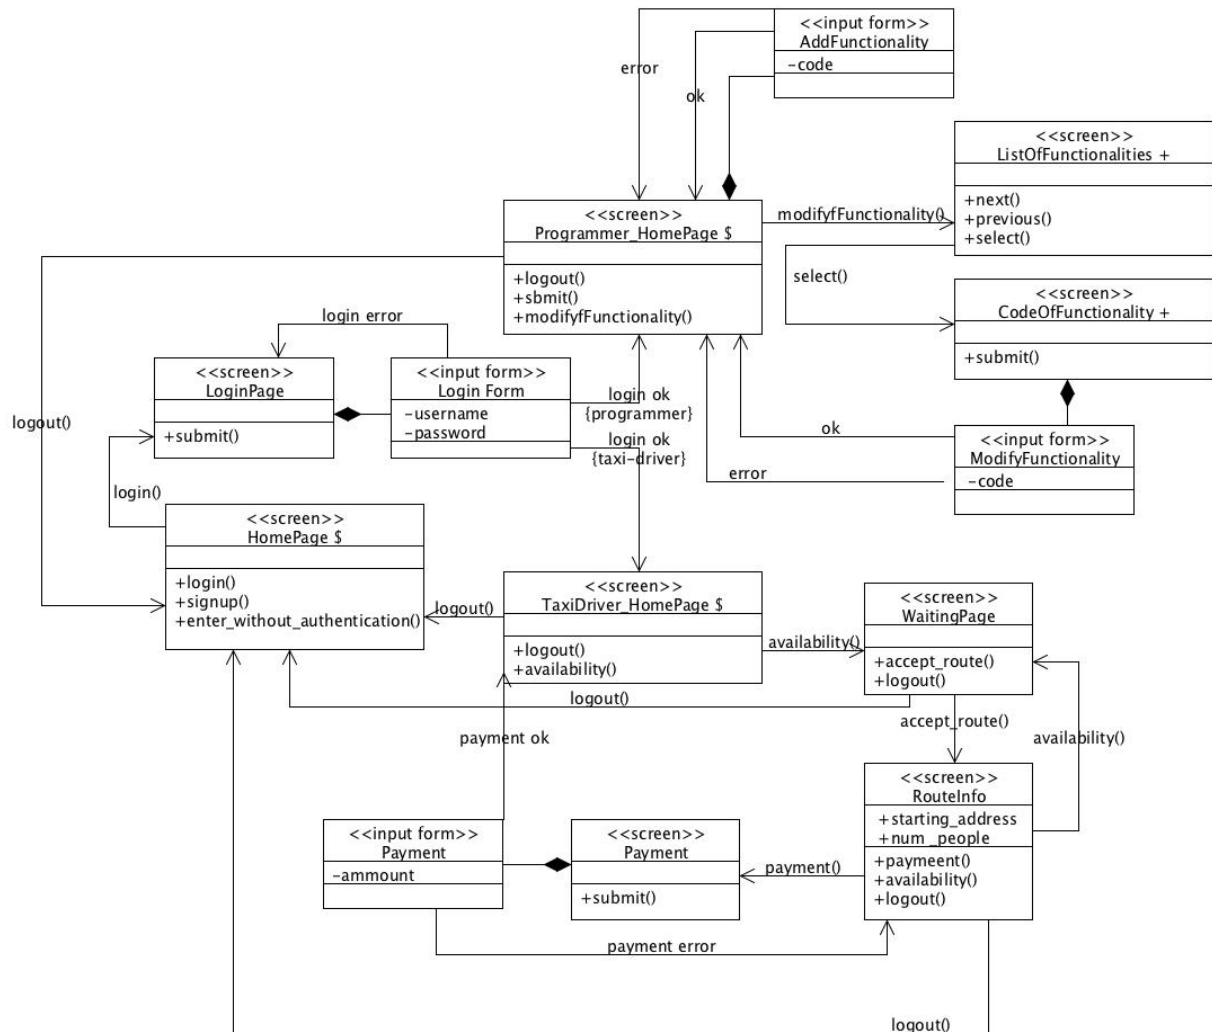 <<input form>>
AddFunctionality
-code
error
ok
<<screen>>
ListOfFunctionalities +
+next()
+previous()
+select()
<<screen>>
Programmer_HomePage $
+logout()
+sbmit()
+modifyfFunctionality()
modifyfFunctionality()
select()
<<screen>>
CodeOfFunctionality +
+submit()
login error
<<screen>>
LoginPage
+submit()
<<input form>>
Login Form
-username
-password
login ok
{programmer}
login ok
{taxi-driver}
logout()
ok
error
<<input form>>
ModifyFunctionality
-code
login()
<<screen>>
HomePage $
+login()
+signup()
+enter_without_authentication()
logout()
<<screen>>
TaxiDriver_HomePage $
+logout()
+availability()
availability()
<<screen>>
WaitingPage
+accept_route()
+logout()
logout()
accept_route()
availability()
payment ok
<<screen>>
RouteInfo
+starting_address
+num _people
+paymeent()
+availability()
+logout()
<<input form>>
Payment
-ammount
<<screen>>
Payment
+submit()
payment()
payment error
logout()